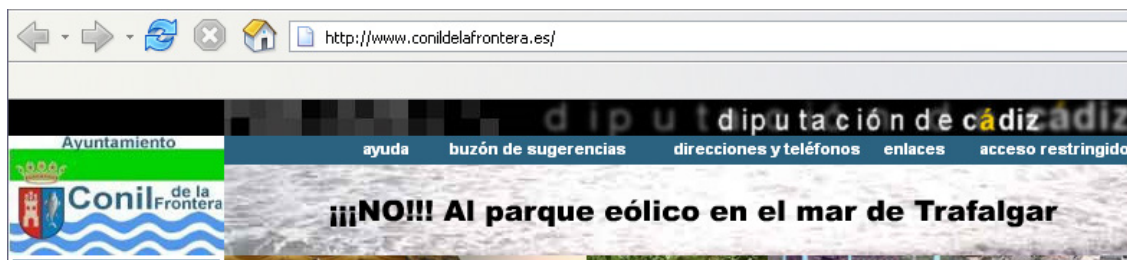 http://www.conildelafrontera.es/
diputación de cádiz
Ayuntamiento
ayuda buzón de sugerencias direcciones y teléfonos enlaces acceso restringido
Conil de la Frontera
¡¡¡NO!!! Al parque eólico en el mar de Trafalgar